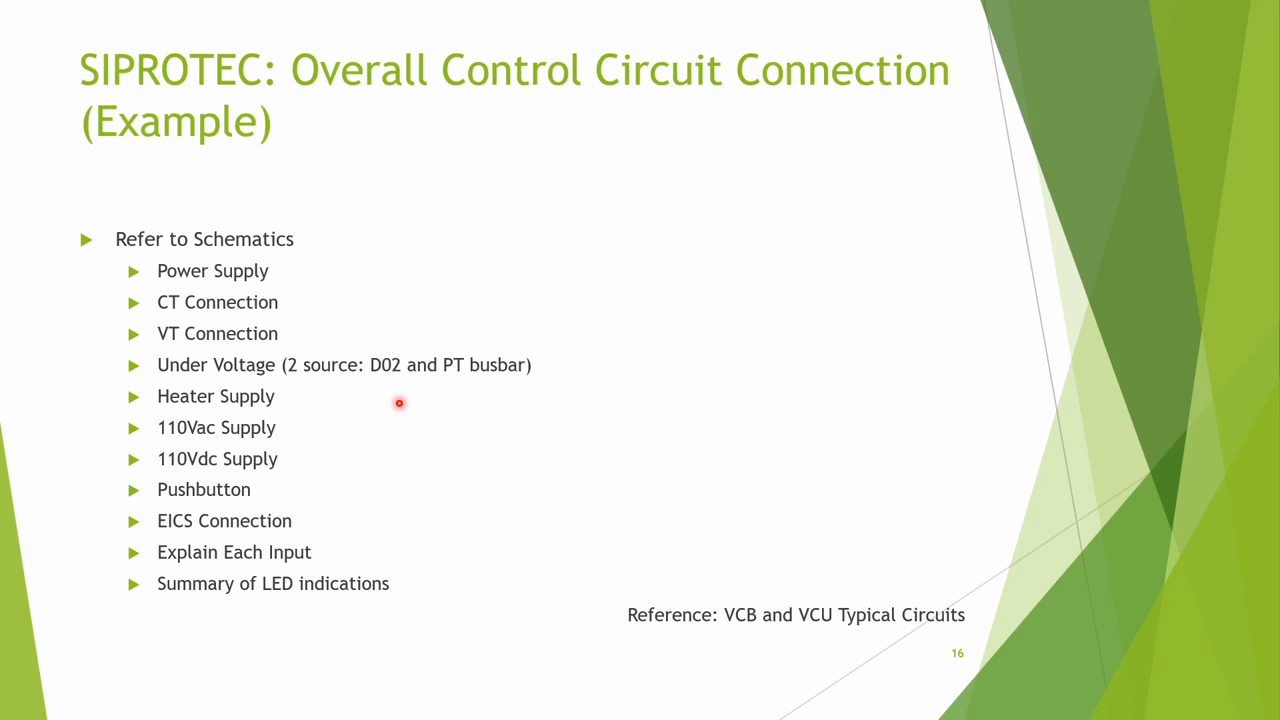 SIPROTEC: Overall Control Circuit Connection
(Example)
Refer to Schematics
Power Supply
CT Connection
VT Connection
Under Voltage (2 source: D02 and PT busbar)
Heater Supply
110Vac Supply
110Vdc Supply
Pushbutton
EICS Connection
Explain Each Input
Summary of LED indications
Reference: VCB and VCU Typical Circuits
16